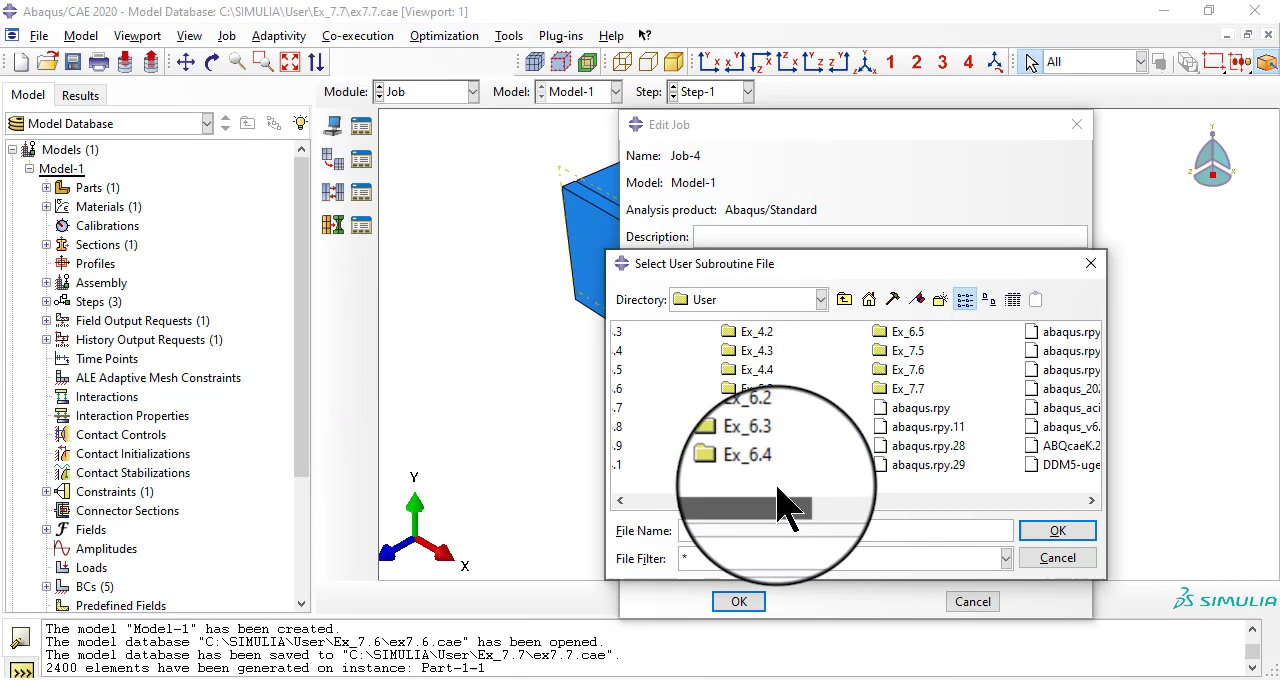 Abaqus/CAE 2020 - Model Database: C:\SIMULIA\User\Ex_7.7\ex7.7.cae [Viewport: 1]
File Model Viewport View Job Adaptivity Co-execution Optimization Tools Plug-ins Help
1 2 3 4 All
Model Results Module: Job Model: Model-1 Step: Step-1
Model Database
Models (1)
Model-1
Parts (1)
Materials (1)
Calibrations
Sections (1)
Profiles
Assembly
Steps (3)
Field Output Requests (1)
History Output Requests (1)
Time Points
ALE Adaptive Mesh Constraints
Interactions
Interaction Properties
Contact Controls
Contact Initializations
Contact Stabilizations
Constraints (1)
Connector Sections
Fields
Amplitudes
Loads
BCs (5)
Predefined Fields
Edit Job
Name: Job-4
Model: Model-1
Analysis product: Abaqus/Standard
Description:
Select User Subroutine File
Directory: User
.3 Ex_4.2 Ex_6.5 abaqus.rpy
.4 Ex_4.3 Ex_7.5 abaqus.rpy
.5 Ex_4.4 Ex_7.6 abaqus.rpy
.6 Ex_7.7 abaqus_202
.7 Ex_6.2 abaqus.rpy abaqus_aci
.8 Ex_6.3 abaqus.rpy.11 abaqus_v6.
.9 Ex_6.4 abaqus.rpy.28 ABQcaeK.2
.1 abaqus.rpy.29 DDM5-uge
File Name: OK
File Filter: * Cancel
OK Cancel
Y
X
Y
Z
X
SIMULIA
The model "Model-1" has been created.
The model database "C:\SIMULIA\User\Ex_7.6\ex7.6.cae" has been opened.
The model database has been saved to "C:\SIMULIA\User\Ex_7.7\ex7.7.cae".
2400 elements have been generated on instance: Part-1-1